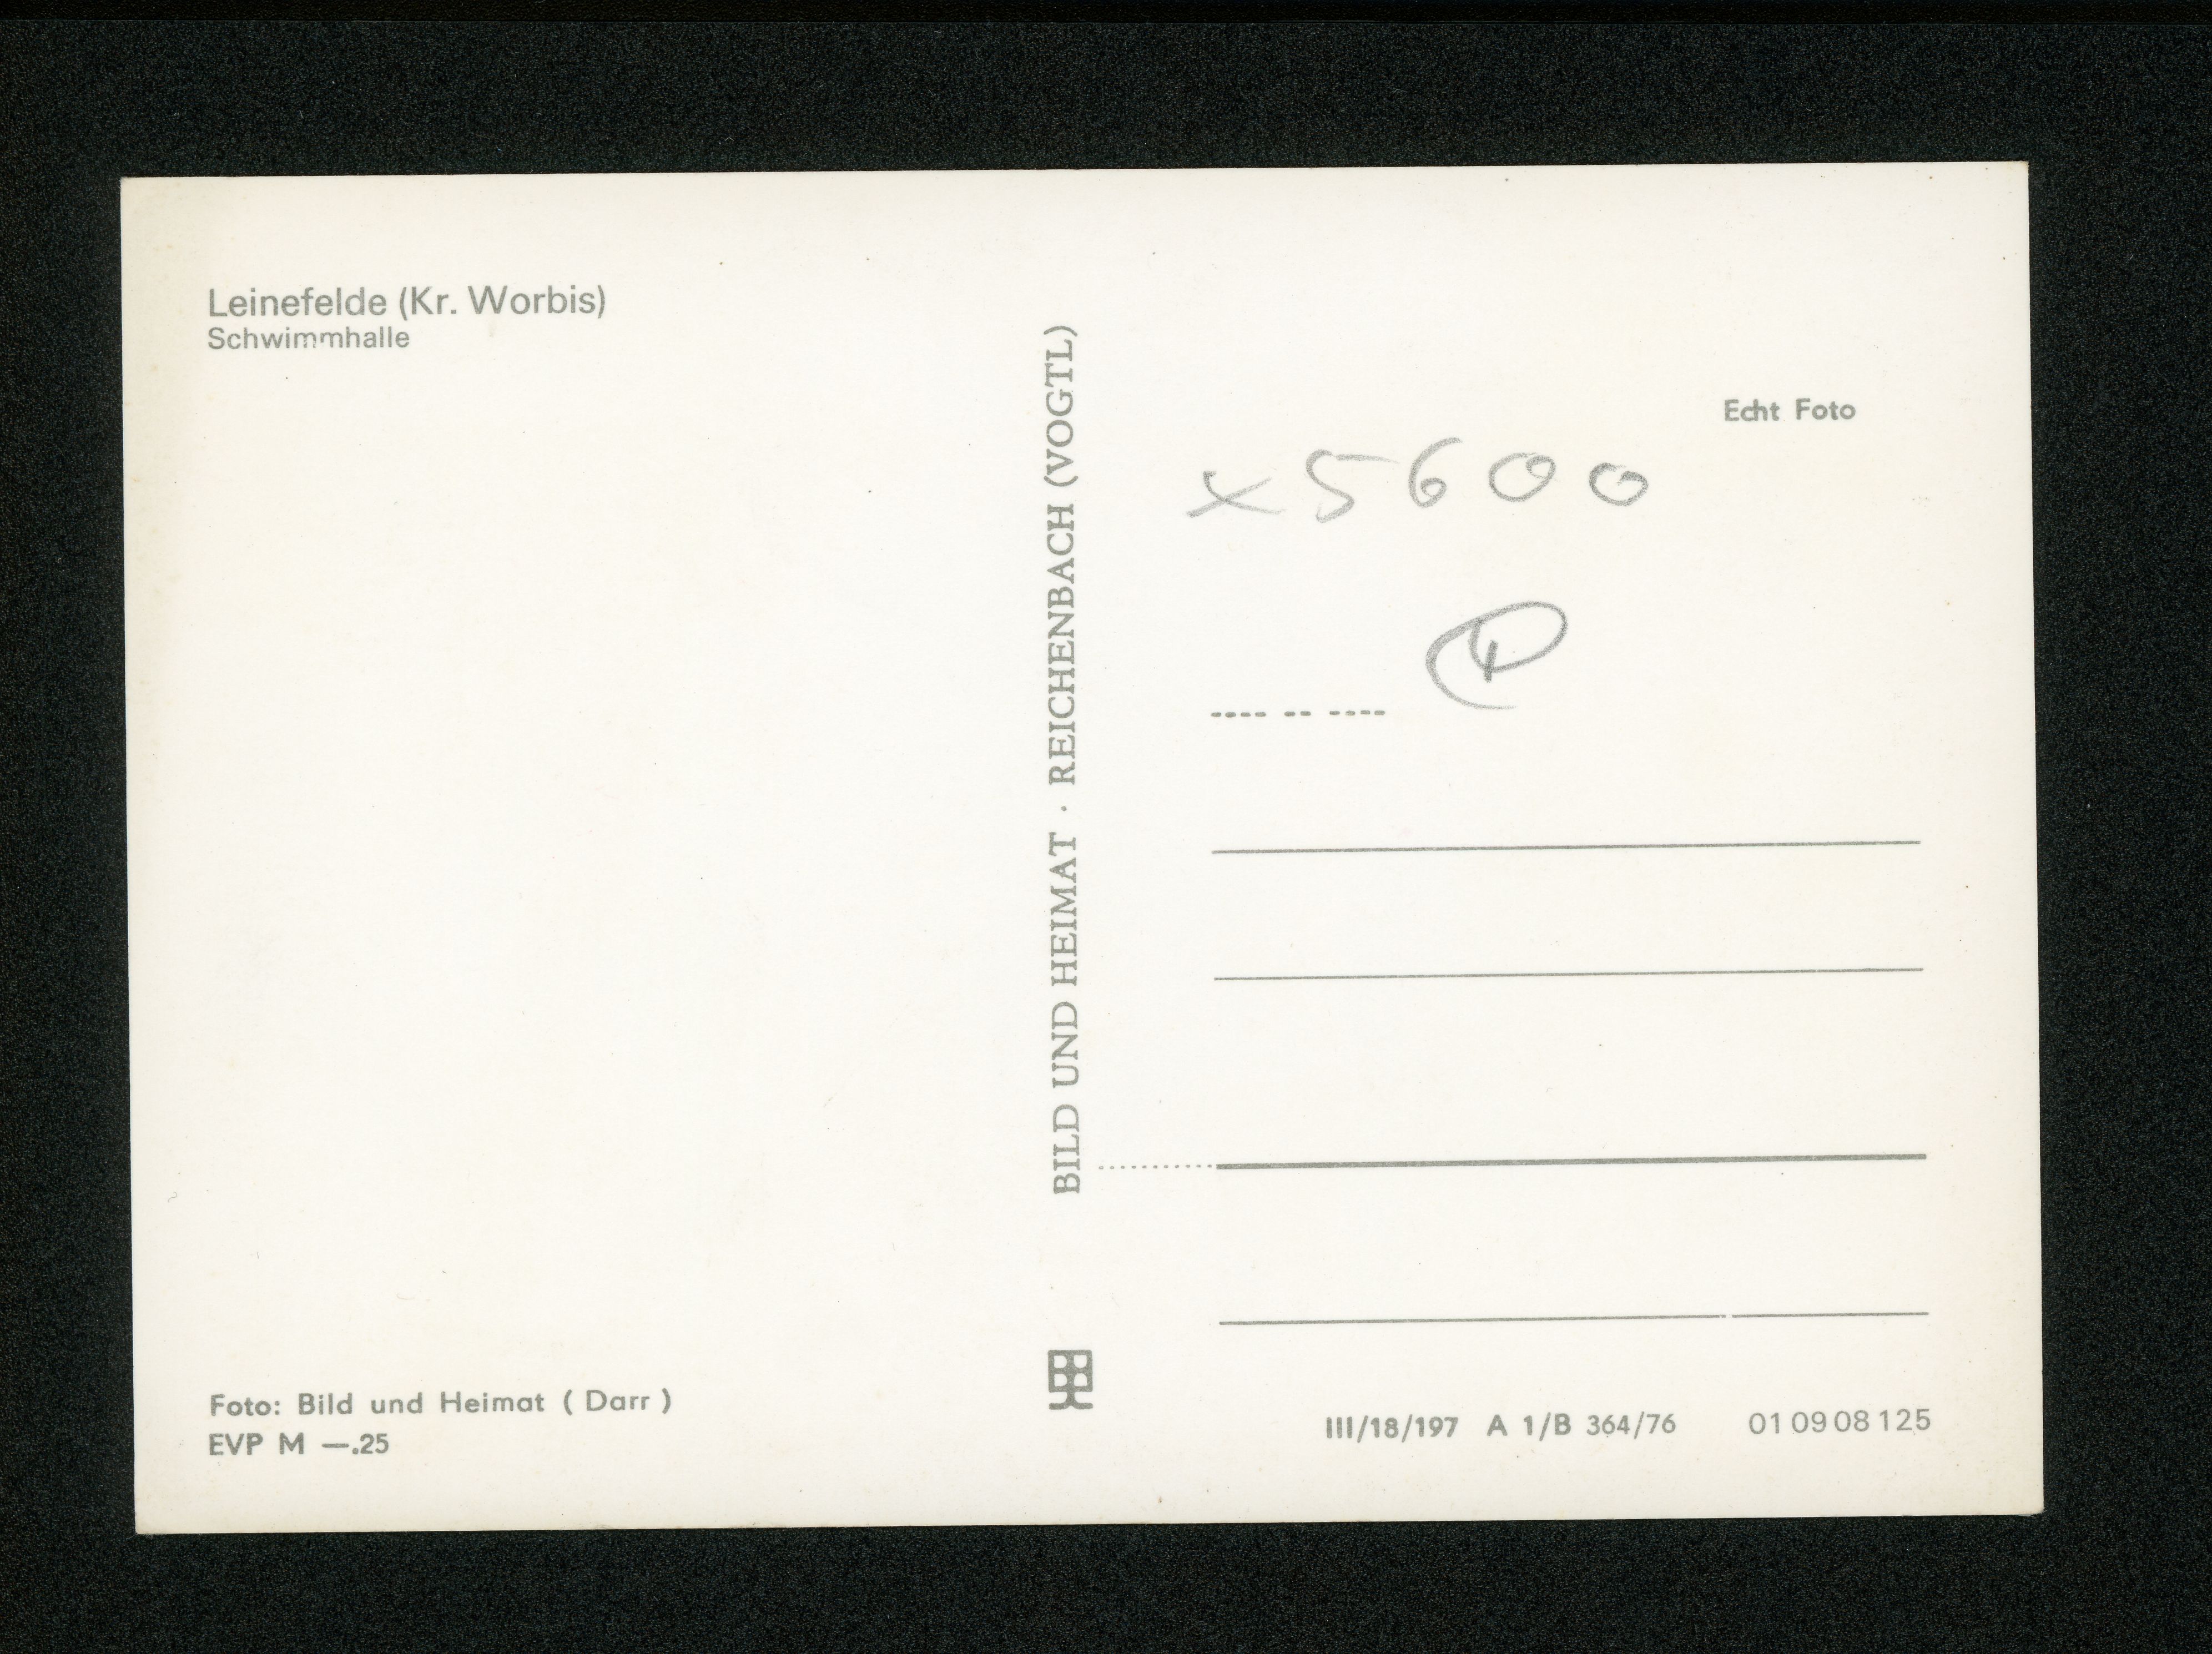 Leinefelde (Kr. Worbis)
Schwimmhalle
Foto: Bild und Heimat ( Darr )
EVP M —.25
BILD UND HEIMAT · REICHENBACH (VOGTL)
Echt Foto
x 5600
III/18/197 A 1/B 364/76 01 09 08 125